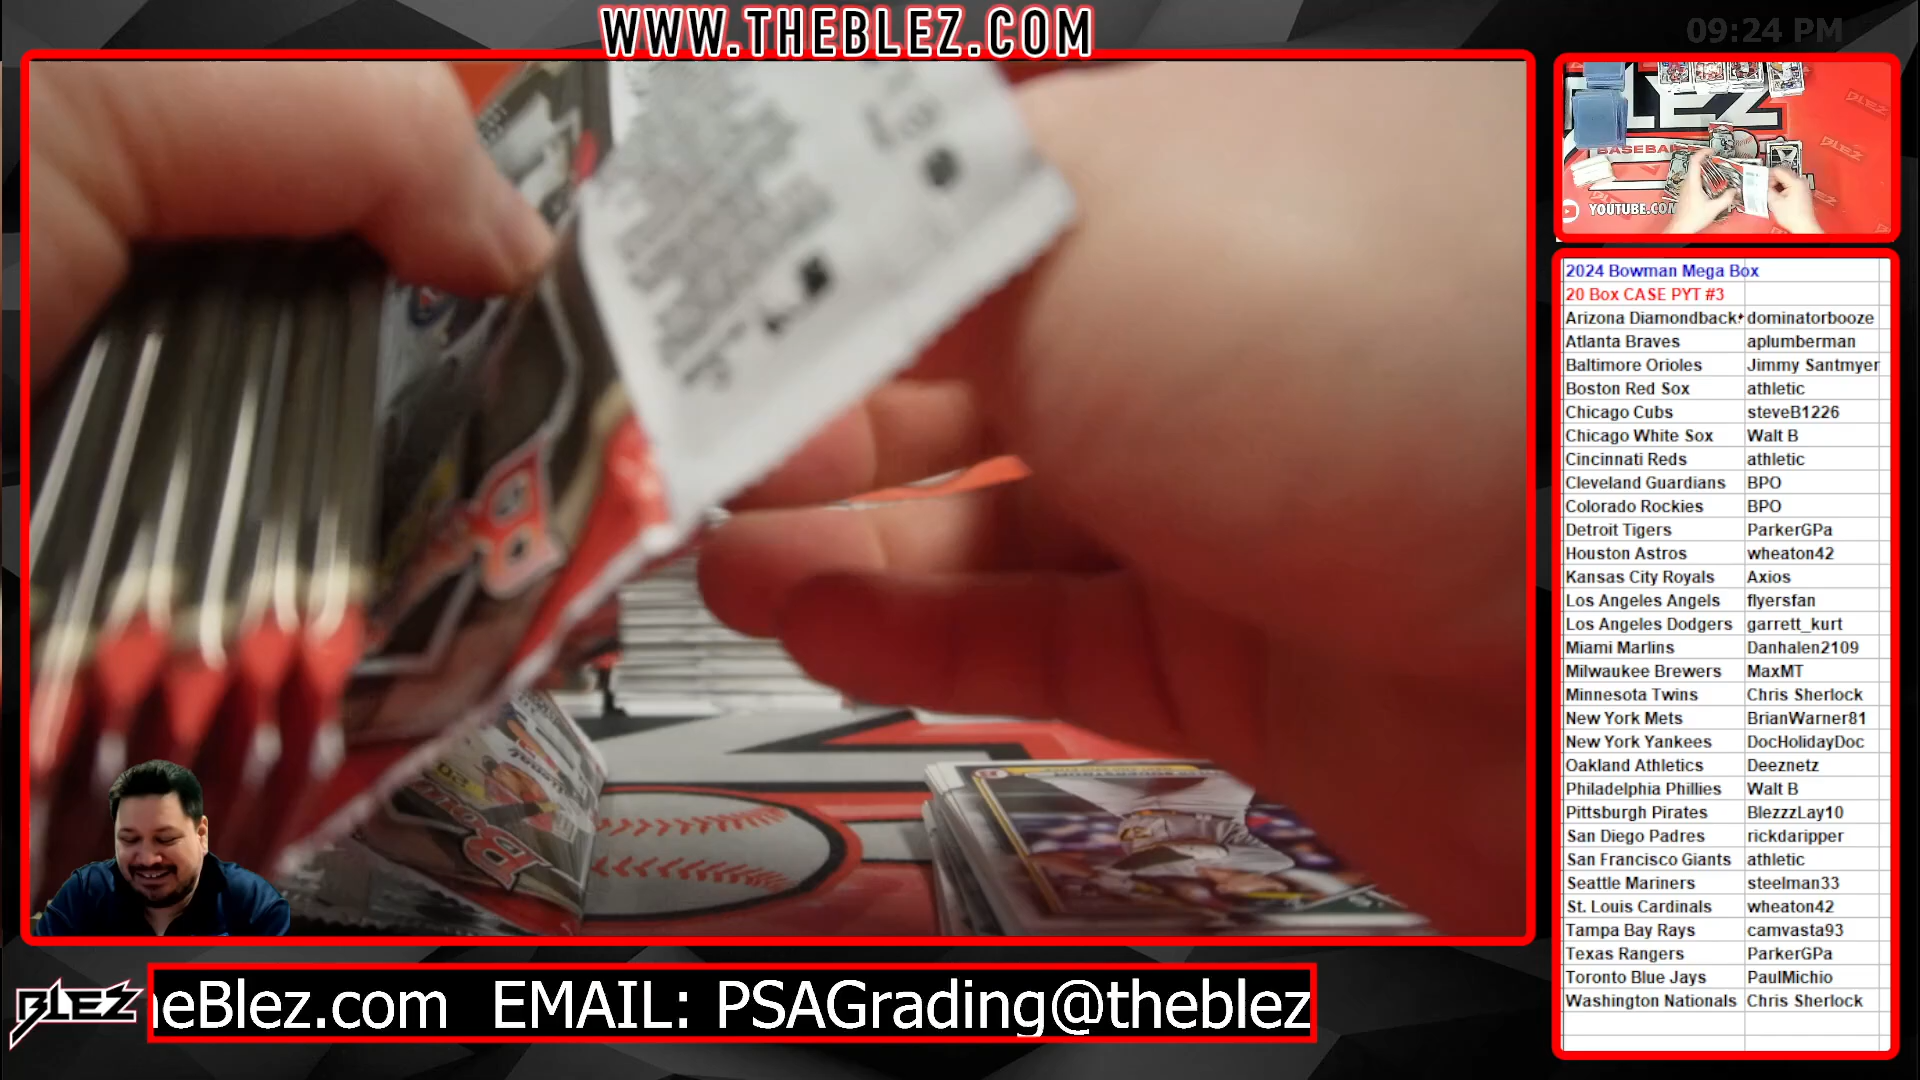 WWW.THEBLEZ.COM
09:24 PM
BLEZ
BASEBALL
YOUTUBE.COM
2024 Bowman Mega Box
20 Box CASE PYT #3
Arizona Diamondback dominatorbooze
Atlanta Braves aplumberman
Baltimore Orioles Jimmy Santmyer
Boston Red Sox athletic
Chicago Cubs steveB1226
Chicago White Sox Walt B
Cincinnati Reds athletic
Cleveland Guardians BPO
Colorado Rockies BPO
Detroit Tigers ParkerGPa
Houston Astros wheaton42
Kansas City Royals Axios
Los Angeles Angels flyersfan
Los Angeles Dodgers garrett_kurt
Miami Marlins Danhalen2109
Milwaukee Brewers MaxMT
Minnesota Twins Chris Sherlock
New York Mets BrianWarner81
New York Yankees DocHolidayDoc
Oakland Athletics Deeznetz
Philadelphia Phillies Walt B
Pittsburgh Pirates BlezzzLay10
San Diego Padres rickdaripper
San Francisco Giants athletic
Seattle Mariners steelman33
St. Louis Cardinals wheaton42
Tampa Bay Rays camvasta93
Texas Rangers ParkerGPa
Toronto Blue Jays PaulMichio
Washington Nationals Chris Sherlock
B
BLEZ
heBlez.com EMAIL: PSAGrading@theblez